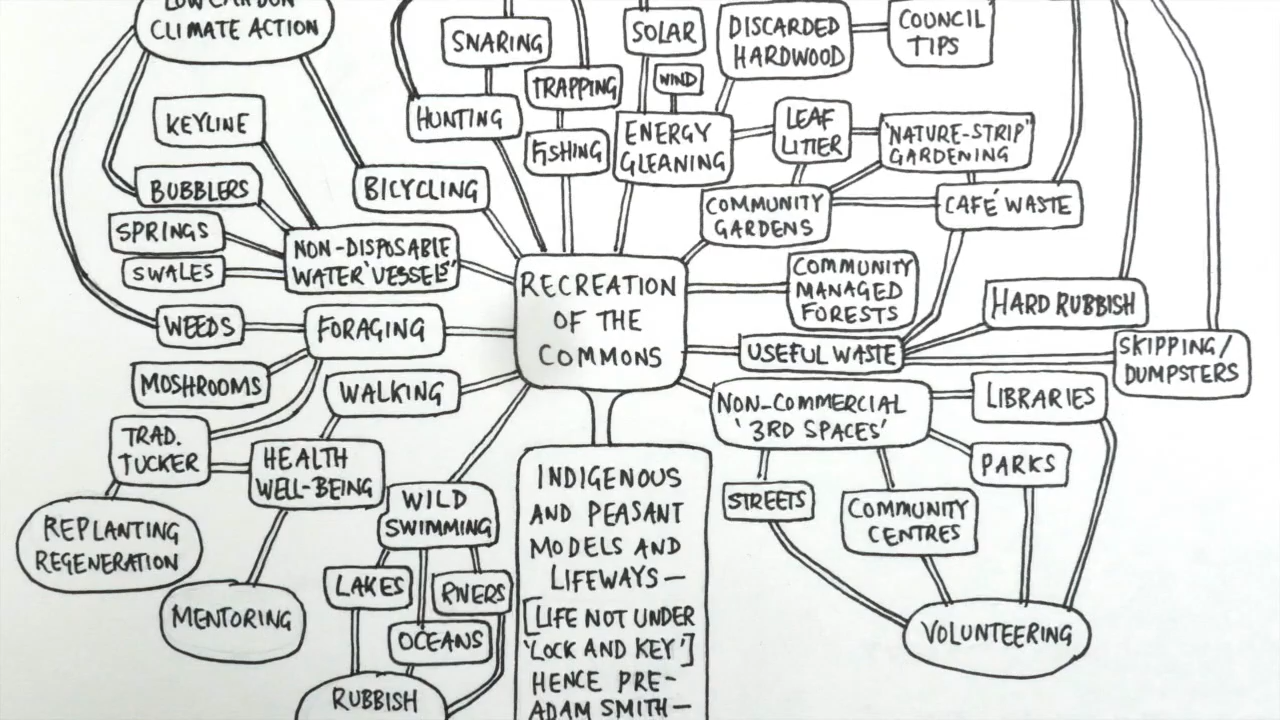 LOW CARBON
CLIMATE ACTION
SNARING
SOLAR
DISCARDED
HARDWOOD
COUNCIL
TIPS
TRAPPING
WIND
KEYLINE
HUNTING
FISHING
ENERGY
GLEANING
LEAF
LITTER
'NATURE-STRIP'
GARDENING
BUBBLERS
BICYCLING
COMMUNITY
GARDENS
CAFÉ WASTE
SPRINGS
SWALES
NON-DISPOSABLE
WATER 'VESSELS'
RECREATION
OF THE
COMMONS
COMMUNITY
MANAGED
FORESTS
HARD RUBBISH
WEEDS
FORAGING
USEFUL WASTE
SKIPPING/
DUMPSTERS
MOSHROOMS
WALKING
NON-COMMERCIAL
'3RD SPACES'
LIBRARIES
TRAD.
TUCKER
HEALTH
WELL-BEING
PARKS
WILD
SWIMMING
STREETS
COMMUNITY
CENTRES
REPLANTING
REGENERATION
MENTORING
LAKES
RIVERS
OCEANS
RUBBISH
INDIGENOUS
AND PEASANT
MODELS AND
LIFEWAYS—
[LIFE NOT UNDER
'LOCK AND KEY']
HENCE PRE-
ADAM SMITH—
VOLUNTEERING